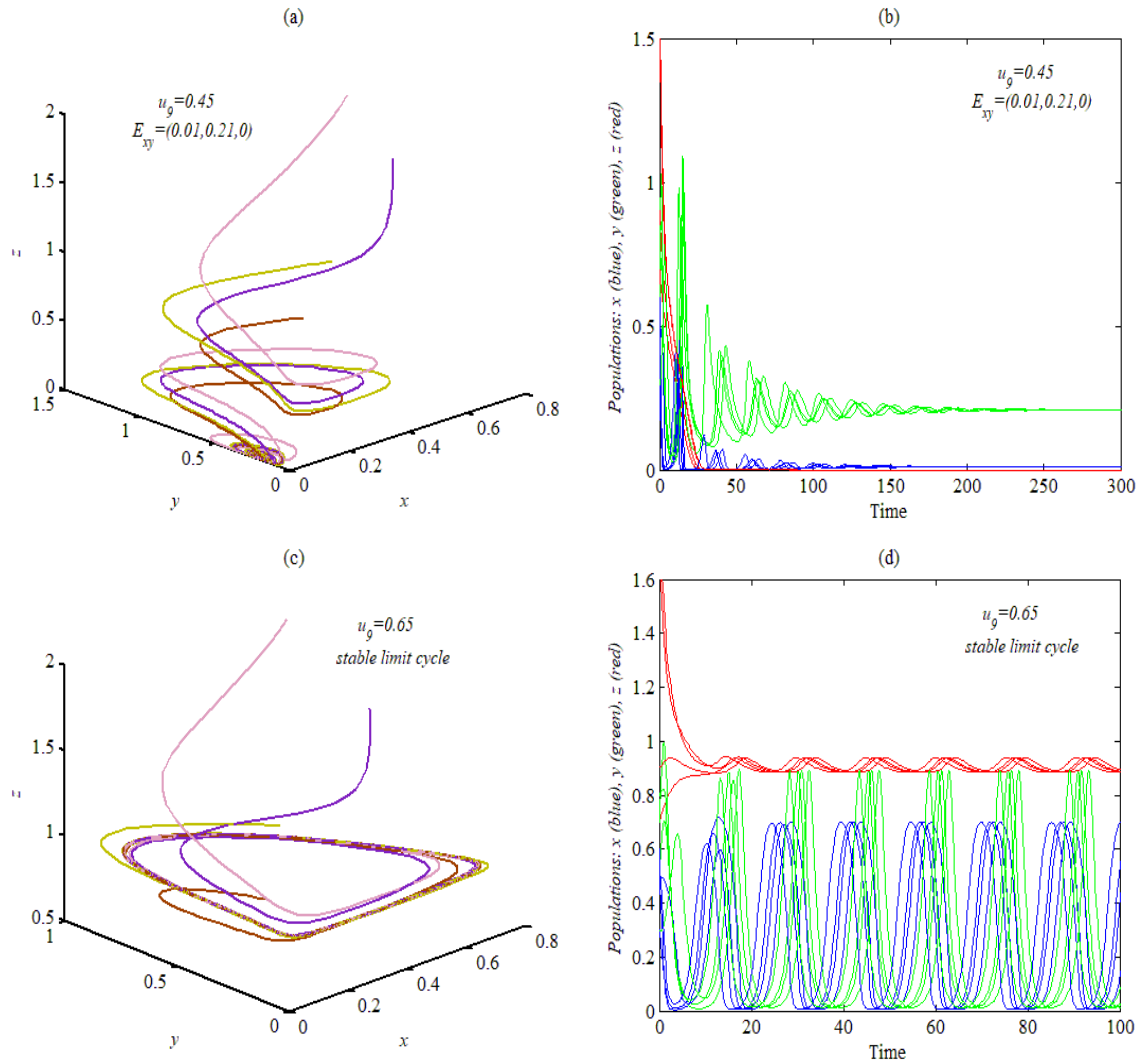 (a)
u9=0.45
Exy=(0.01,0.21,0)
2
1.5
1
0.5
0
z
1.5
1
0.5
0
y
0
0.2
0.4
0.6
0.8
x
(b)
u9=0.45
Exy=(0.01,0.21,0)
Populations: x (blue), y (green), z (red)
1.5
1
0.5
0
0
50
100
150
200
250
300
Time
(c)
u9=0.65
stable limit cycle
2
1.5
1
0.5
z
1
0.5
0
y
0
0.2
0.4
0.6
0.8
x
(d)
u9=0.65
stable limit cycle
Populations: x (blue), y (green), z (red)
1.6
1.4
1.2
1
0.8
0.6
0.4
0.2
0
0
20
40
60
80
100
Time